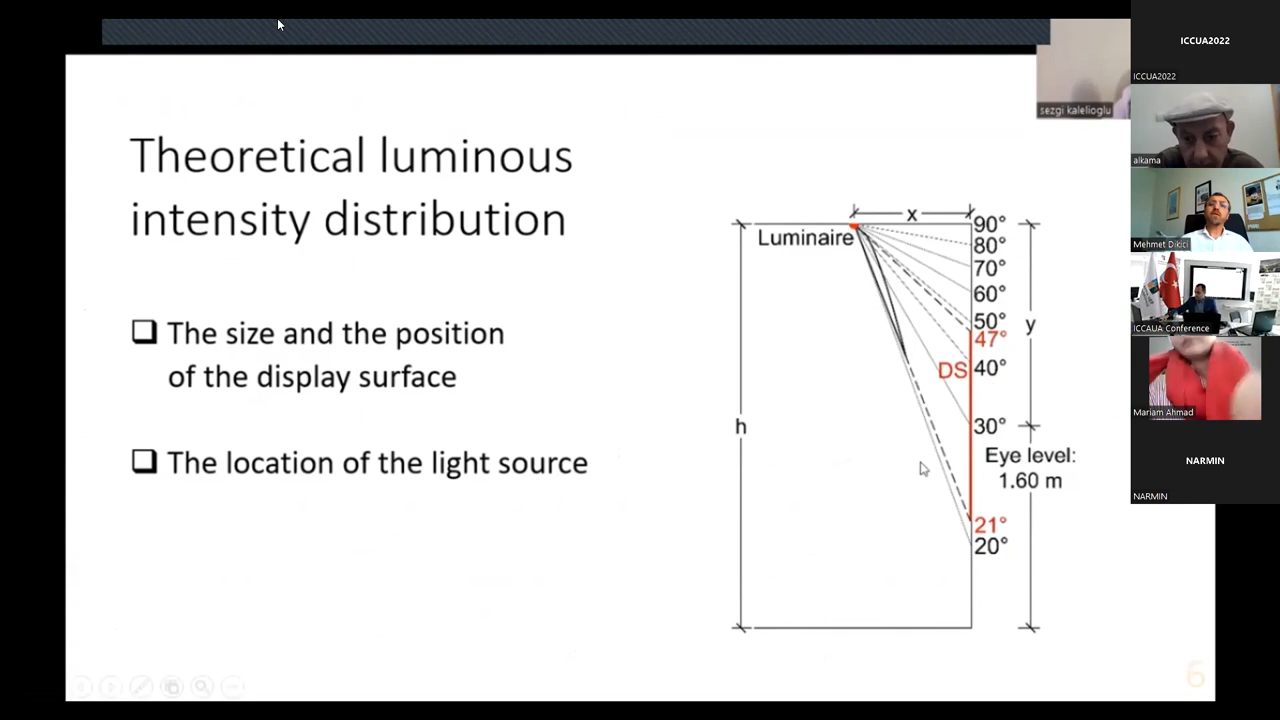 Theoretical luminous
intensity distribution
❑ The size and the position
of the display surface
❑ The location of the light source
x
Luminaire
90°
80°
70°
60°
50°
47°
y
DS
40°
h
30°
Eye level:
1.60 m
21°
20°
6
sezgi kalelioglu
ICCUA2022
ICCUA2022
alkama
Mehmet Dikici
ICCAUA Conference
Mariam Ahmad
NARMIN
NARMIN